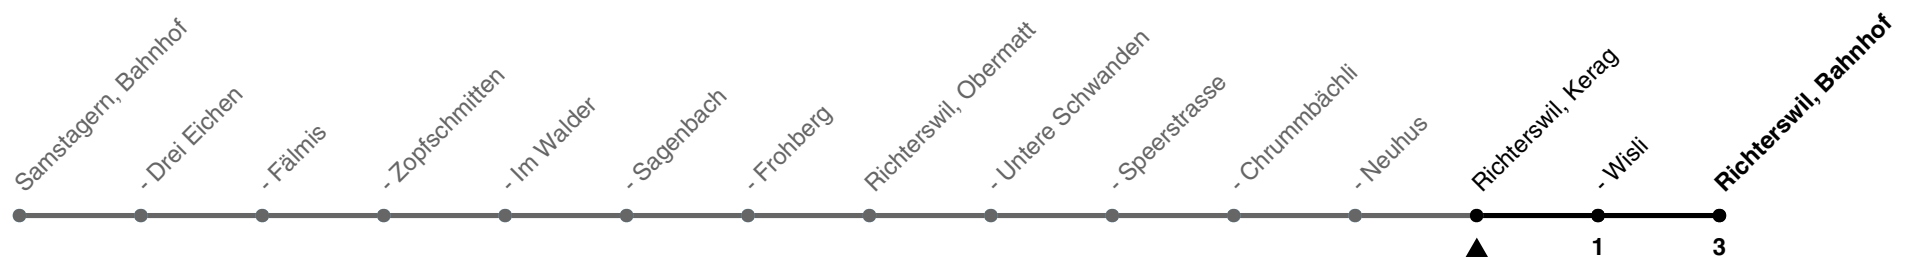 Samstagern, Bahnhof
- Drei Eichen
- Fälmis
- Zopfschmitten
- Im Walder
- Sagenbach
- Frohberg
Richterswil, Obermatt
- Untere Schwanden
- Speerstrasse
- Chrummbächli
- Neuhus
Richterswil, Kerag
- Wisli
Richterswil, Bahnhof
1
3